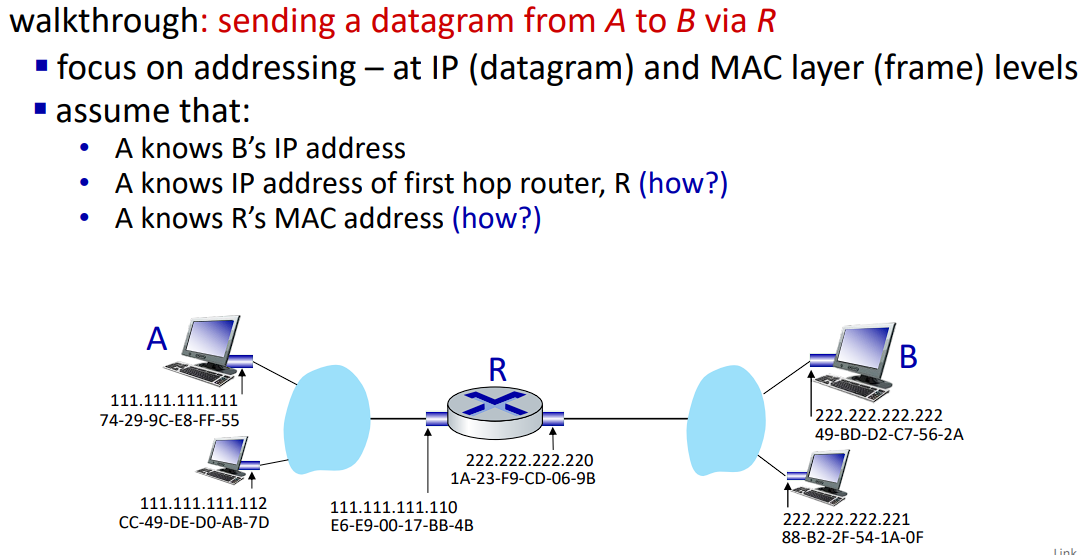 walkthrough: sending a datagram from A to B via R
▪ focus on addressing – at IP (datagram) and MAC layer (frame) levels
▪ assume that:
• A knows B's IP address
• A knows IP address of first hop router, R (how?)
• A knows R's MAC address (how?)
A
R
B
111.111.111.111
74-29-9C-E8-FF-55
222.222.222.222
49-BD-D2-C7-56-2A
222.222.222.220
1A-23-F9-CD-06-9B
111.111.111.112
CC-49-DE-D0-AB-7D
111.111.111.110
E6-E9-00-17-BB-4B
222.222.222.221
88-B2-2F-54-1A-0F
Link